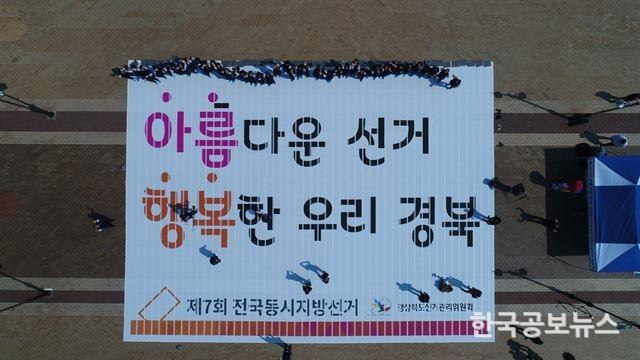 아름다운 선거
행복한 우리 경북
제7회 전국동시지방선거
경상북도선거관리위원회
한국공보뉴스